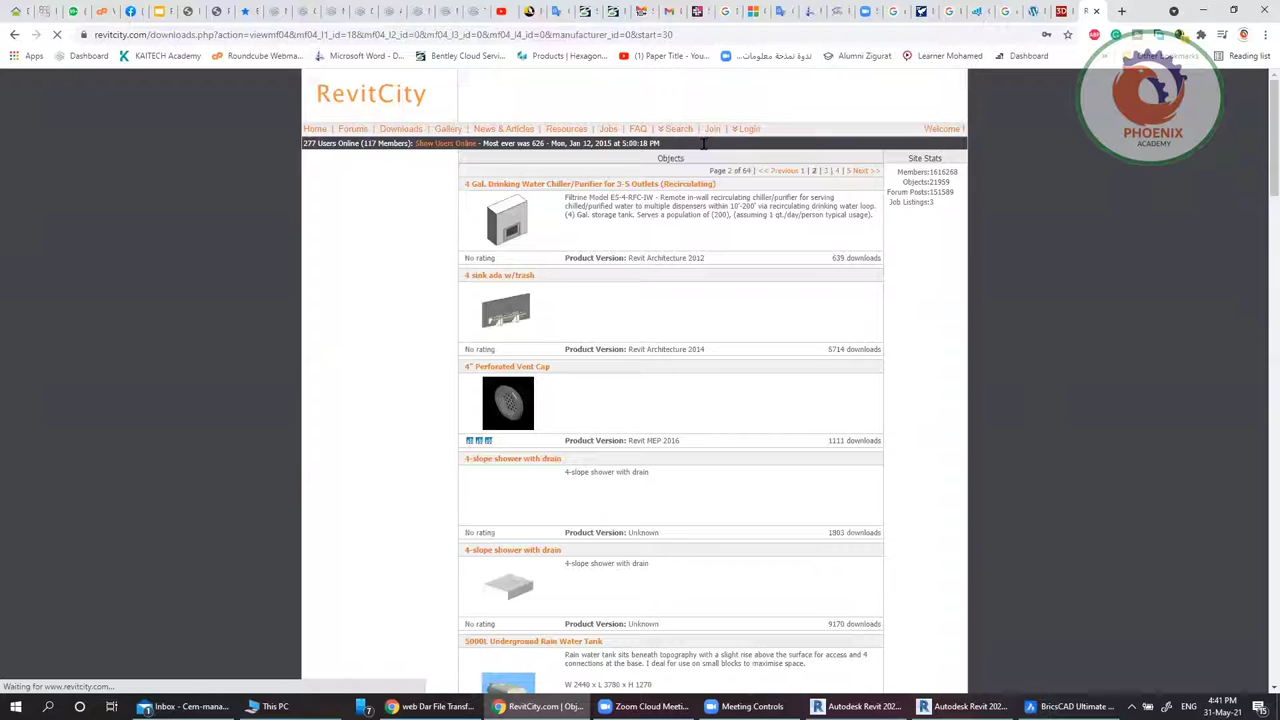 revitcity.com/downloads.php?action=viewmf04&mf04_l1_id=18&mf04_l2_id=0&mf04_l3_id=0&mf04_l4_id=0&manufacturer_id=0&start=30
Apps
Dashboard
KAITECH Academy
Roundcube Webma...
Microsoft Word - D...
Bentley Cloud Servi...
Products | Hexagon...
(1) Paper Title - You...
ندوة نمذحة معلومات...
Alumni Zigurat
Learner Mohamed
Dashboard
Other Bookmarks
Reading list
PHOENIX
ACADEMY
RevitCity
Home | Forums | Downloads | Gallery | News & Articles | Resources | Jobs | FAQ | Search | Join | Login
Welcome !
277 Users Online (117 Members): Show Users Online - Most ever was 626 - Mon, Jan 12, 2015 at 5:00:18 PM
Objects
Site Stats
Page 2 of 64 | << Previous 1 | 2 | 3 | 4 | 5 Next >>
Members:1616268
Objects:21959
Forum Posts:151589
Job Listings:3
4 Gal. Drinking Water Chiller/Purifier for 3-5 Outlets (Recirculating)
Filtrine Model ES-4-RFC-IW - Remote in-wall recirculating chiller/purifier for serving
chilled/purified water to multiple dispensers within 10'-200' via recirculating drinking water loop.
(4) Gal. storage tank. Serves a population of (200), (assuming 1 qt./day/person typical usage).
No rating
Product Version: Revit Architecture 2012
639 downloads
4 sink ada w/trash
No rating
Product Version: Revit Architecture 2014
5714 downloads
4" Perforated Vent Cap
Product Version: Revit MEP 2016
1111 downloads
4-slope shower with drain
4-slope shower with drain
No rating
Product Version: Unknown
1803 downloads
4-slope shower with drain
4-slope shower with drain
No rating
Product Version: Unknown
9170 downloads
5000L Underground Rain Water Tank
Rain water tank sits beneath topography with a slight rise above the surface for access and 4
connections at the base. I deal for use on small blocks to maximise space.
W 2440 x L 3780 x H 1270
Waiting for www.revitcity.com...
Inbox - Cem-mana...
This PC
web Dar File Transf...
RevitCity.com | Obj...
Zoom Cloud Meet...
Meeting Controls
Autodesk Revit 202...
Autodesk Revit 202...
BricsCAD Ultimate ...
4:41 PM
31-May-21